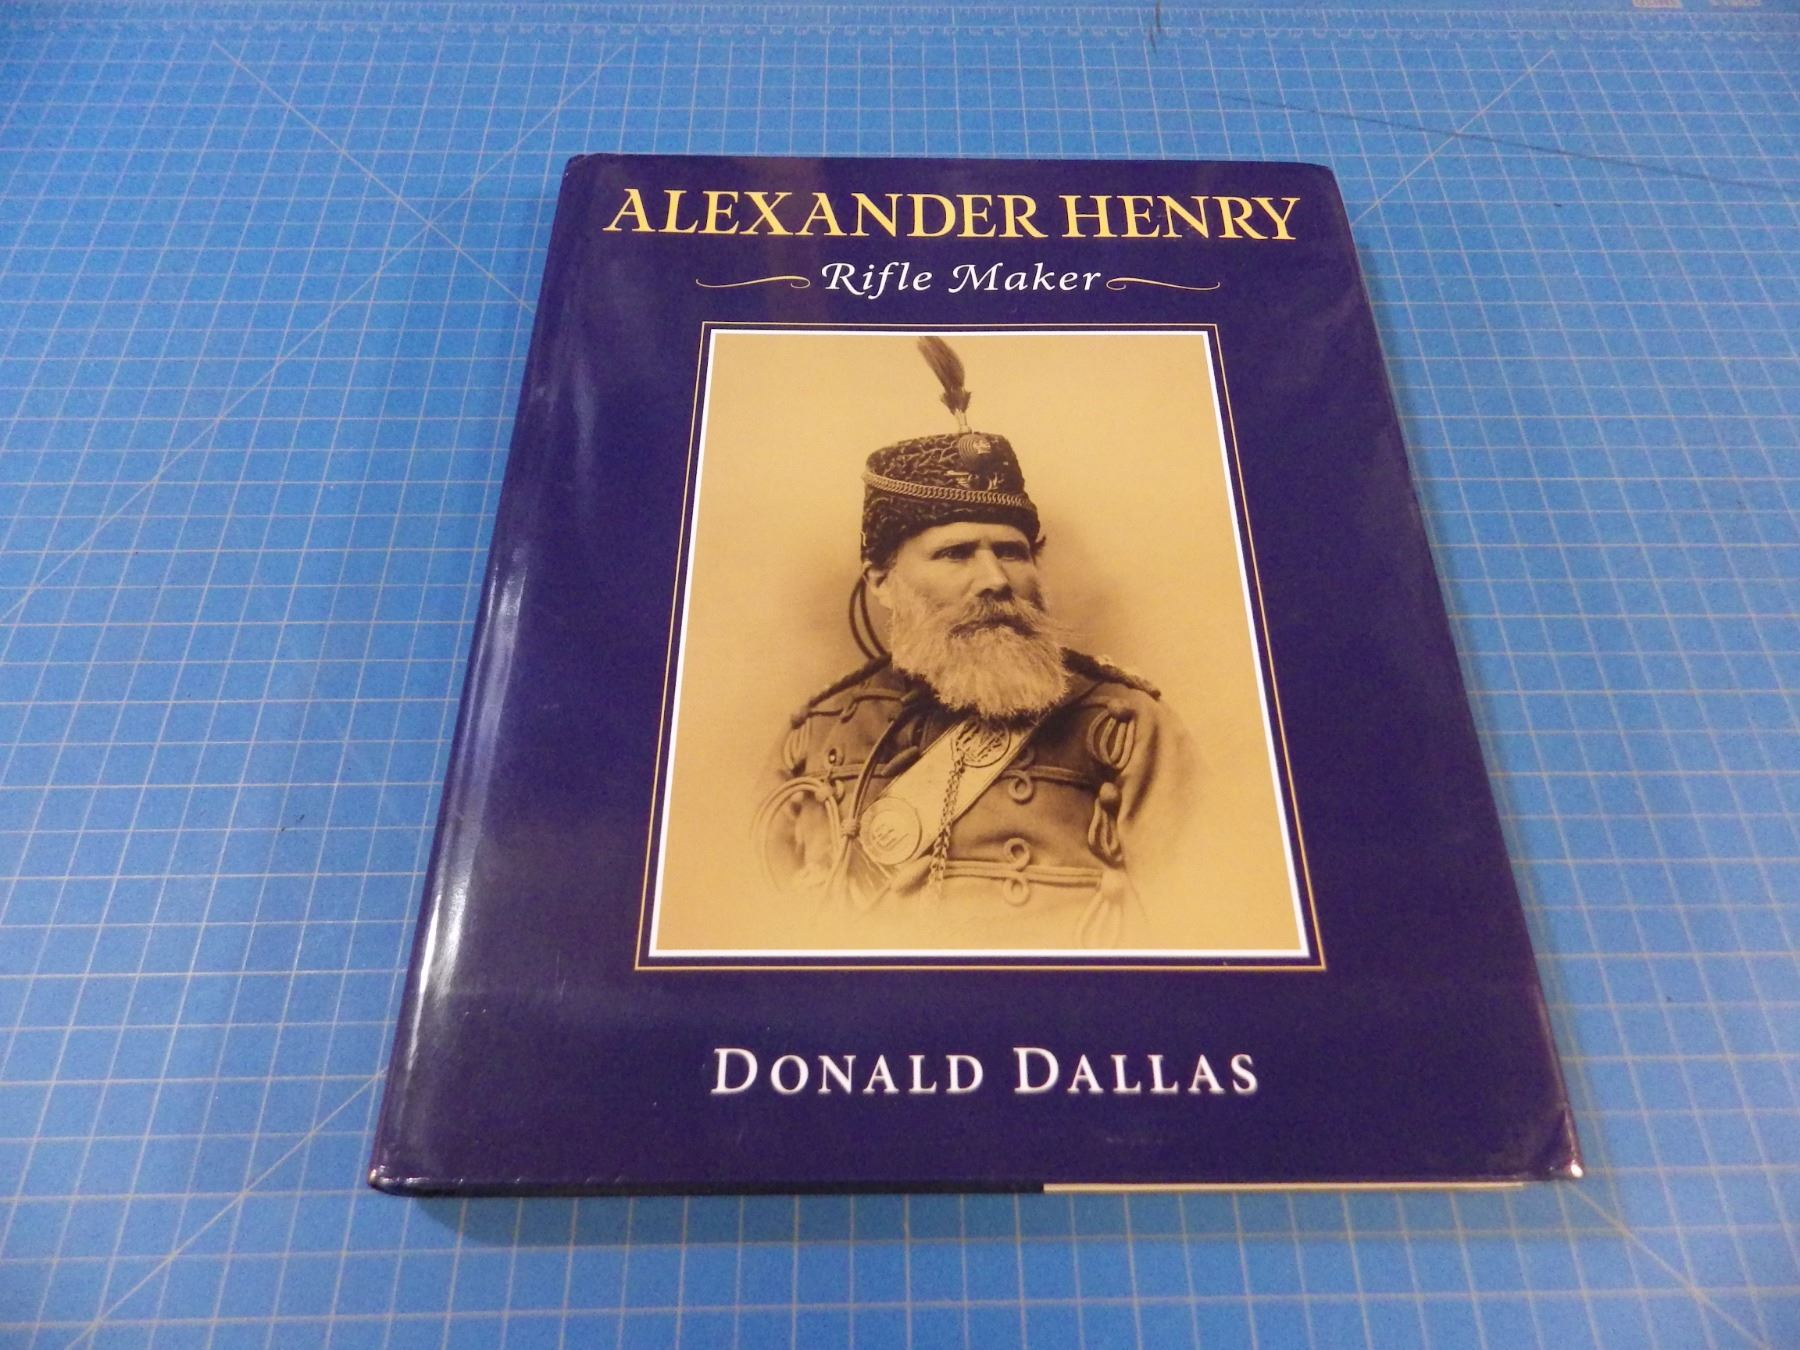 ALEXANDER HENRY
Rifle Maker
DONALD DALLAS